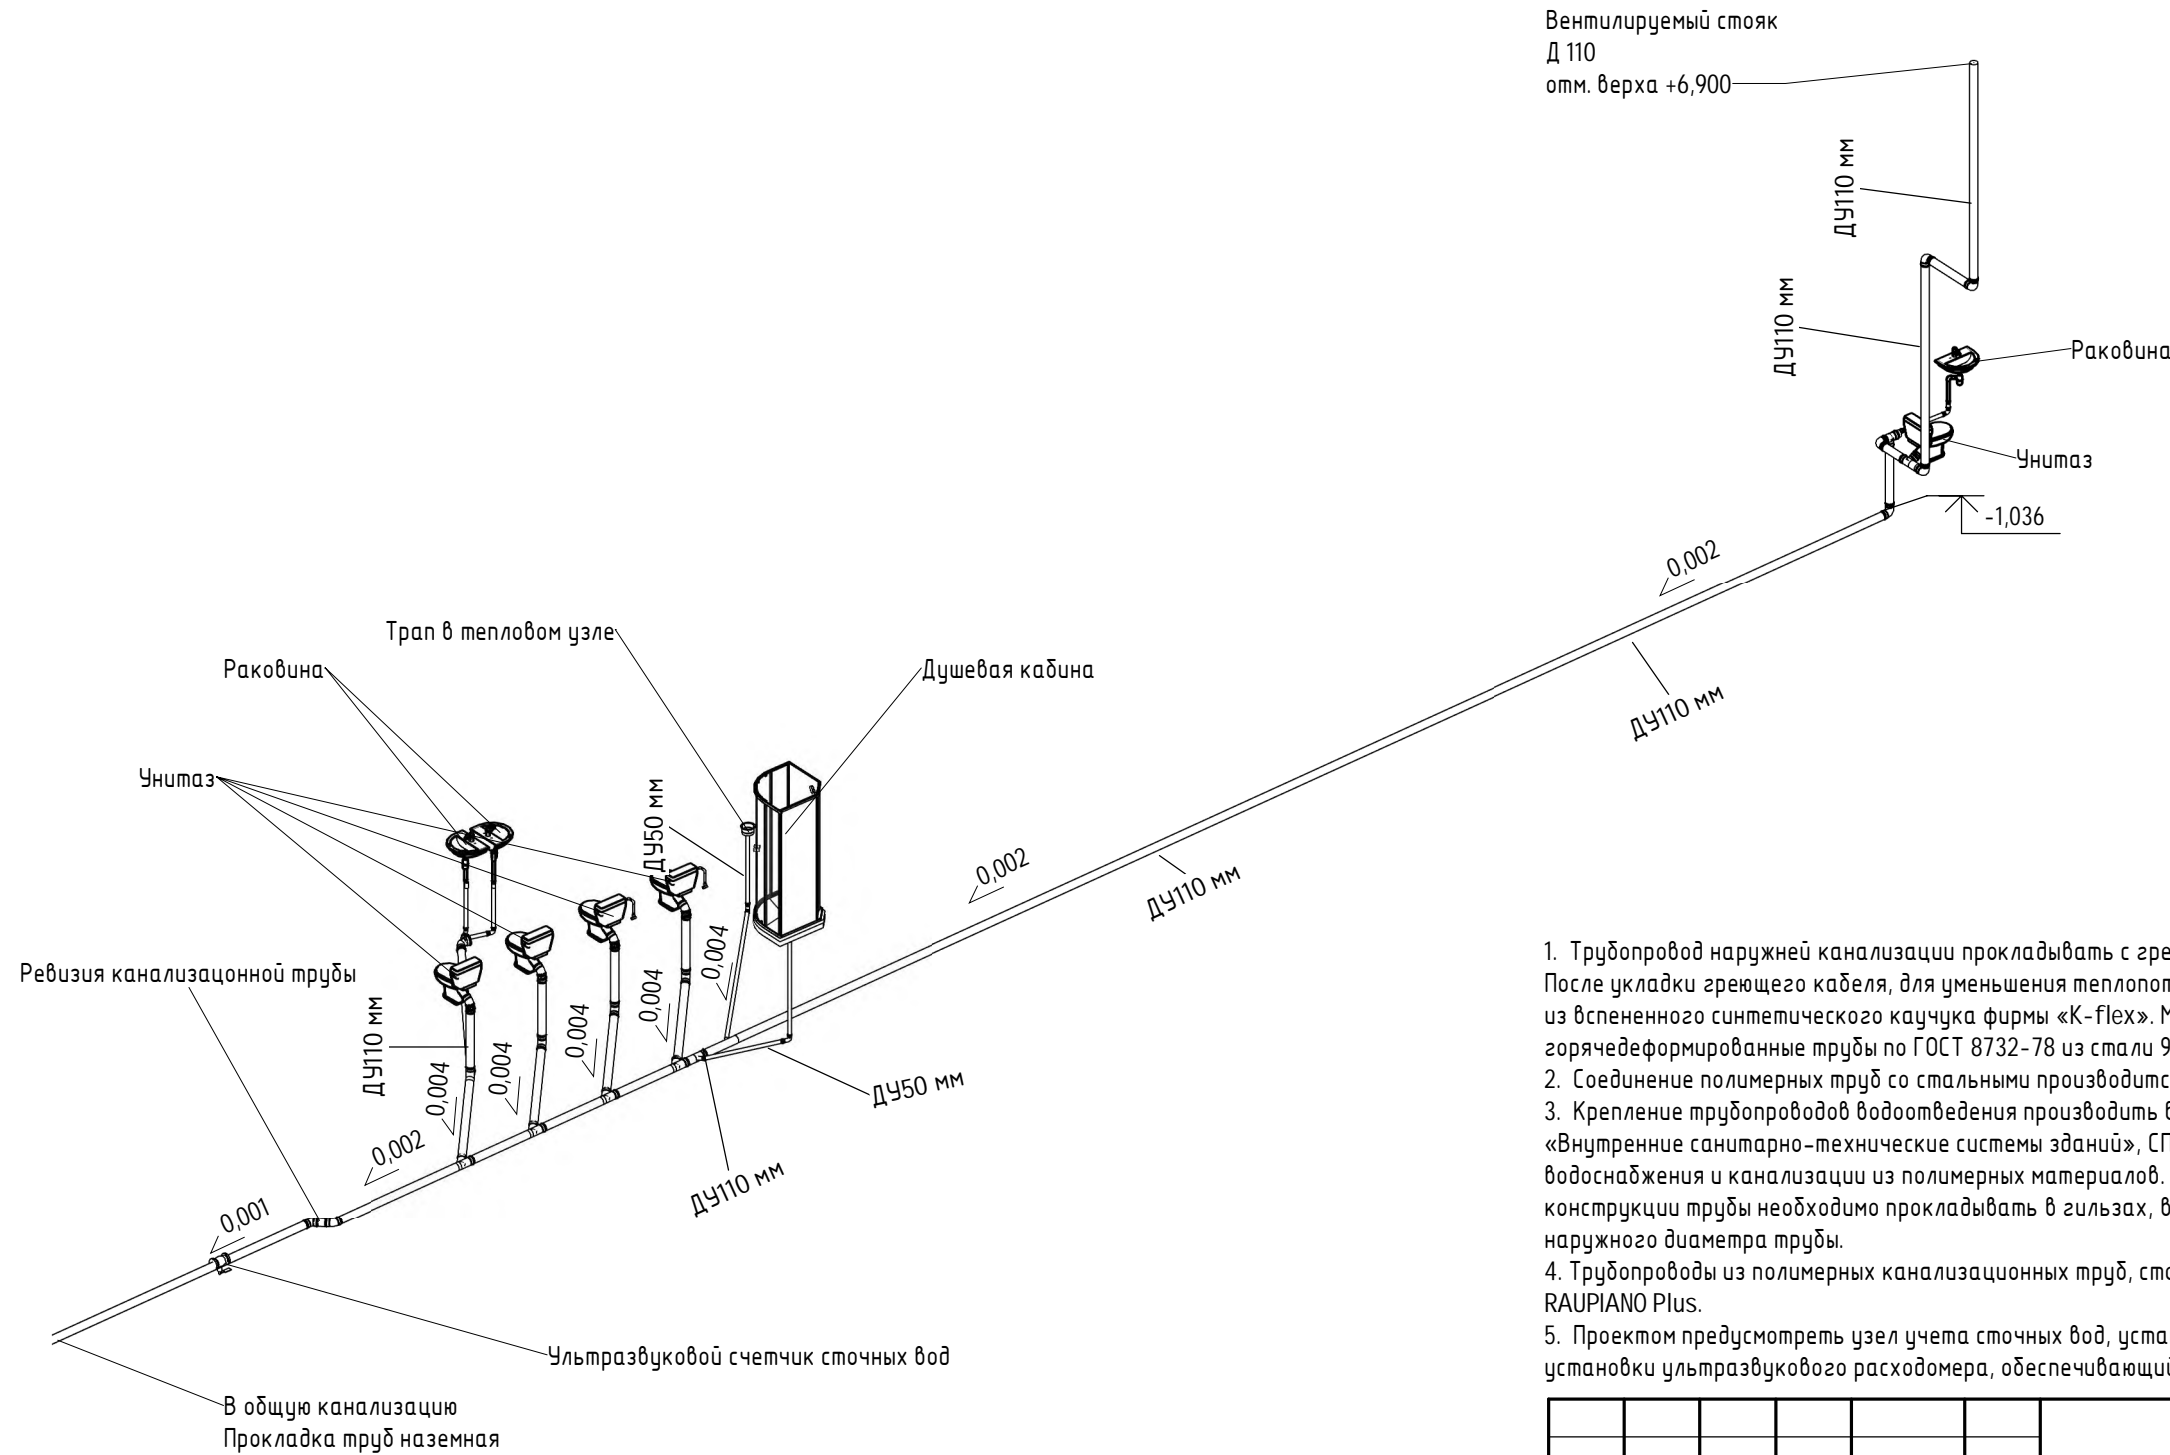 Вентилируемый стояк
Д 110
отм. верха +6,900
ДУ110 мм
ДУ110 мм
Раковина
Унитаз
-1,036
0,002
ДУ110 мм
Трап в тепловом узле
Раковина
Душевая кабина
Унитаз
ДУ50 мм
0,002
ДУ110 мм
Ревизия канализацонной трубы
ДУ110 мм
0,004
0,004
0,004
0,004
0,004
ДУ50 мм
0,002
ДУ110 мм
0,001
Ультразвуковой счетчик сточных вод
В общую канализацию
Прокладка труб наземная
1. Трубопровод наружней канализации прокладывать с гре
После укладки греющего кабеля, для уменьшения теплопот
из вспененного синтетического каучука фирмы «K-flex». М
горячедеформированные трубы по ГОСТ 8732-78 из стали 9
2. Соединение полимерных труб со стальными производитс
3. Крепление трубопроводов водоотведения производить в
«Внутренние санитарно-технические системы зданий», СП
водоснабжения и канализации из полимерных материалов.
конструкции трубы необходимо прокладывать в гильзах, в
наружного диаметра трубы.
4. Трубопроводы из полимерных канализационных труб, сто
RAUPIANO Plus.
5. Проектом предусмотреть узел учета сточных вод, уста
установки ультразвукового расходомера, обеспечивающий